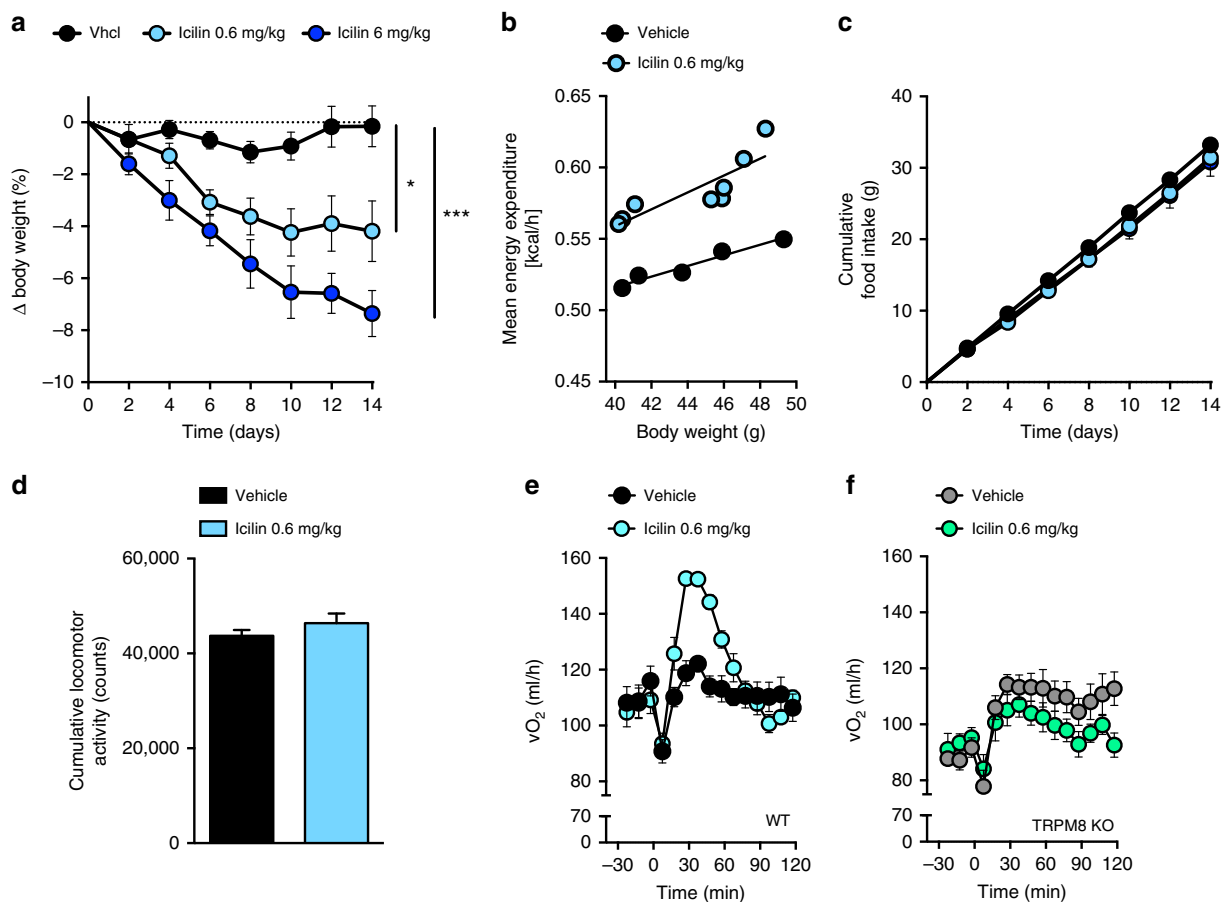 a
Vhcl Icilin 0.6 mg/kg Icilin 6 mg/kg
Δ body weight (%)
0
−2
−4
−6
−8
−10
*
***
0 2 4 6 8 10 12 14
Time (days)
b
Vehicle
Icilin 0.6 mg/kg
Mean energy expenditure
[kcal/h]
0.65
0.60
0.55
0.50
0.45
40 42 44 46 48 50
Body weight (g)
c
Cumulative
food intake (g)
40
30
20
10
0
0 2 4 6 8 10 12 14
Time (days)
d
Vehicle
Icilin 0.6 mg/kg
Cumulative locomotor
activity (counts)
60,000
40,000
20,000
0
e
Vehicle
Icilin 0.6 mg/kg
vO₂ (ml/h)
160
140
120
100
80
70
0
WT
−30 0 30 60 90 120
Time (min)
f
Vehicle
Icilin 0.6 mg/kg
vO₂ (ml/h)
160
140
120
100
80
70
0
TRPM8 KO
−30 0 30 60 90 120
Time (min)